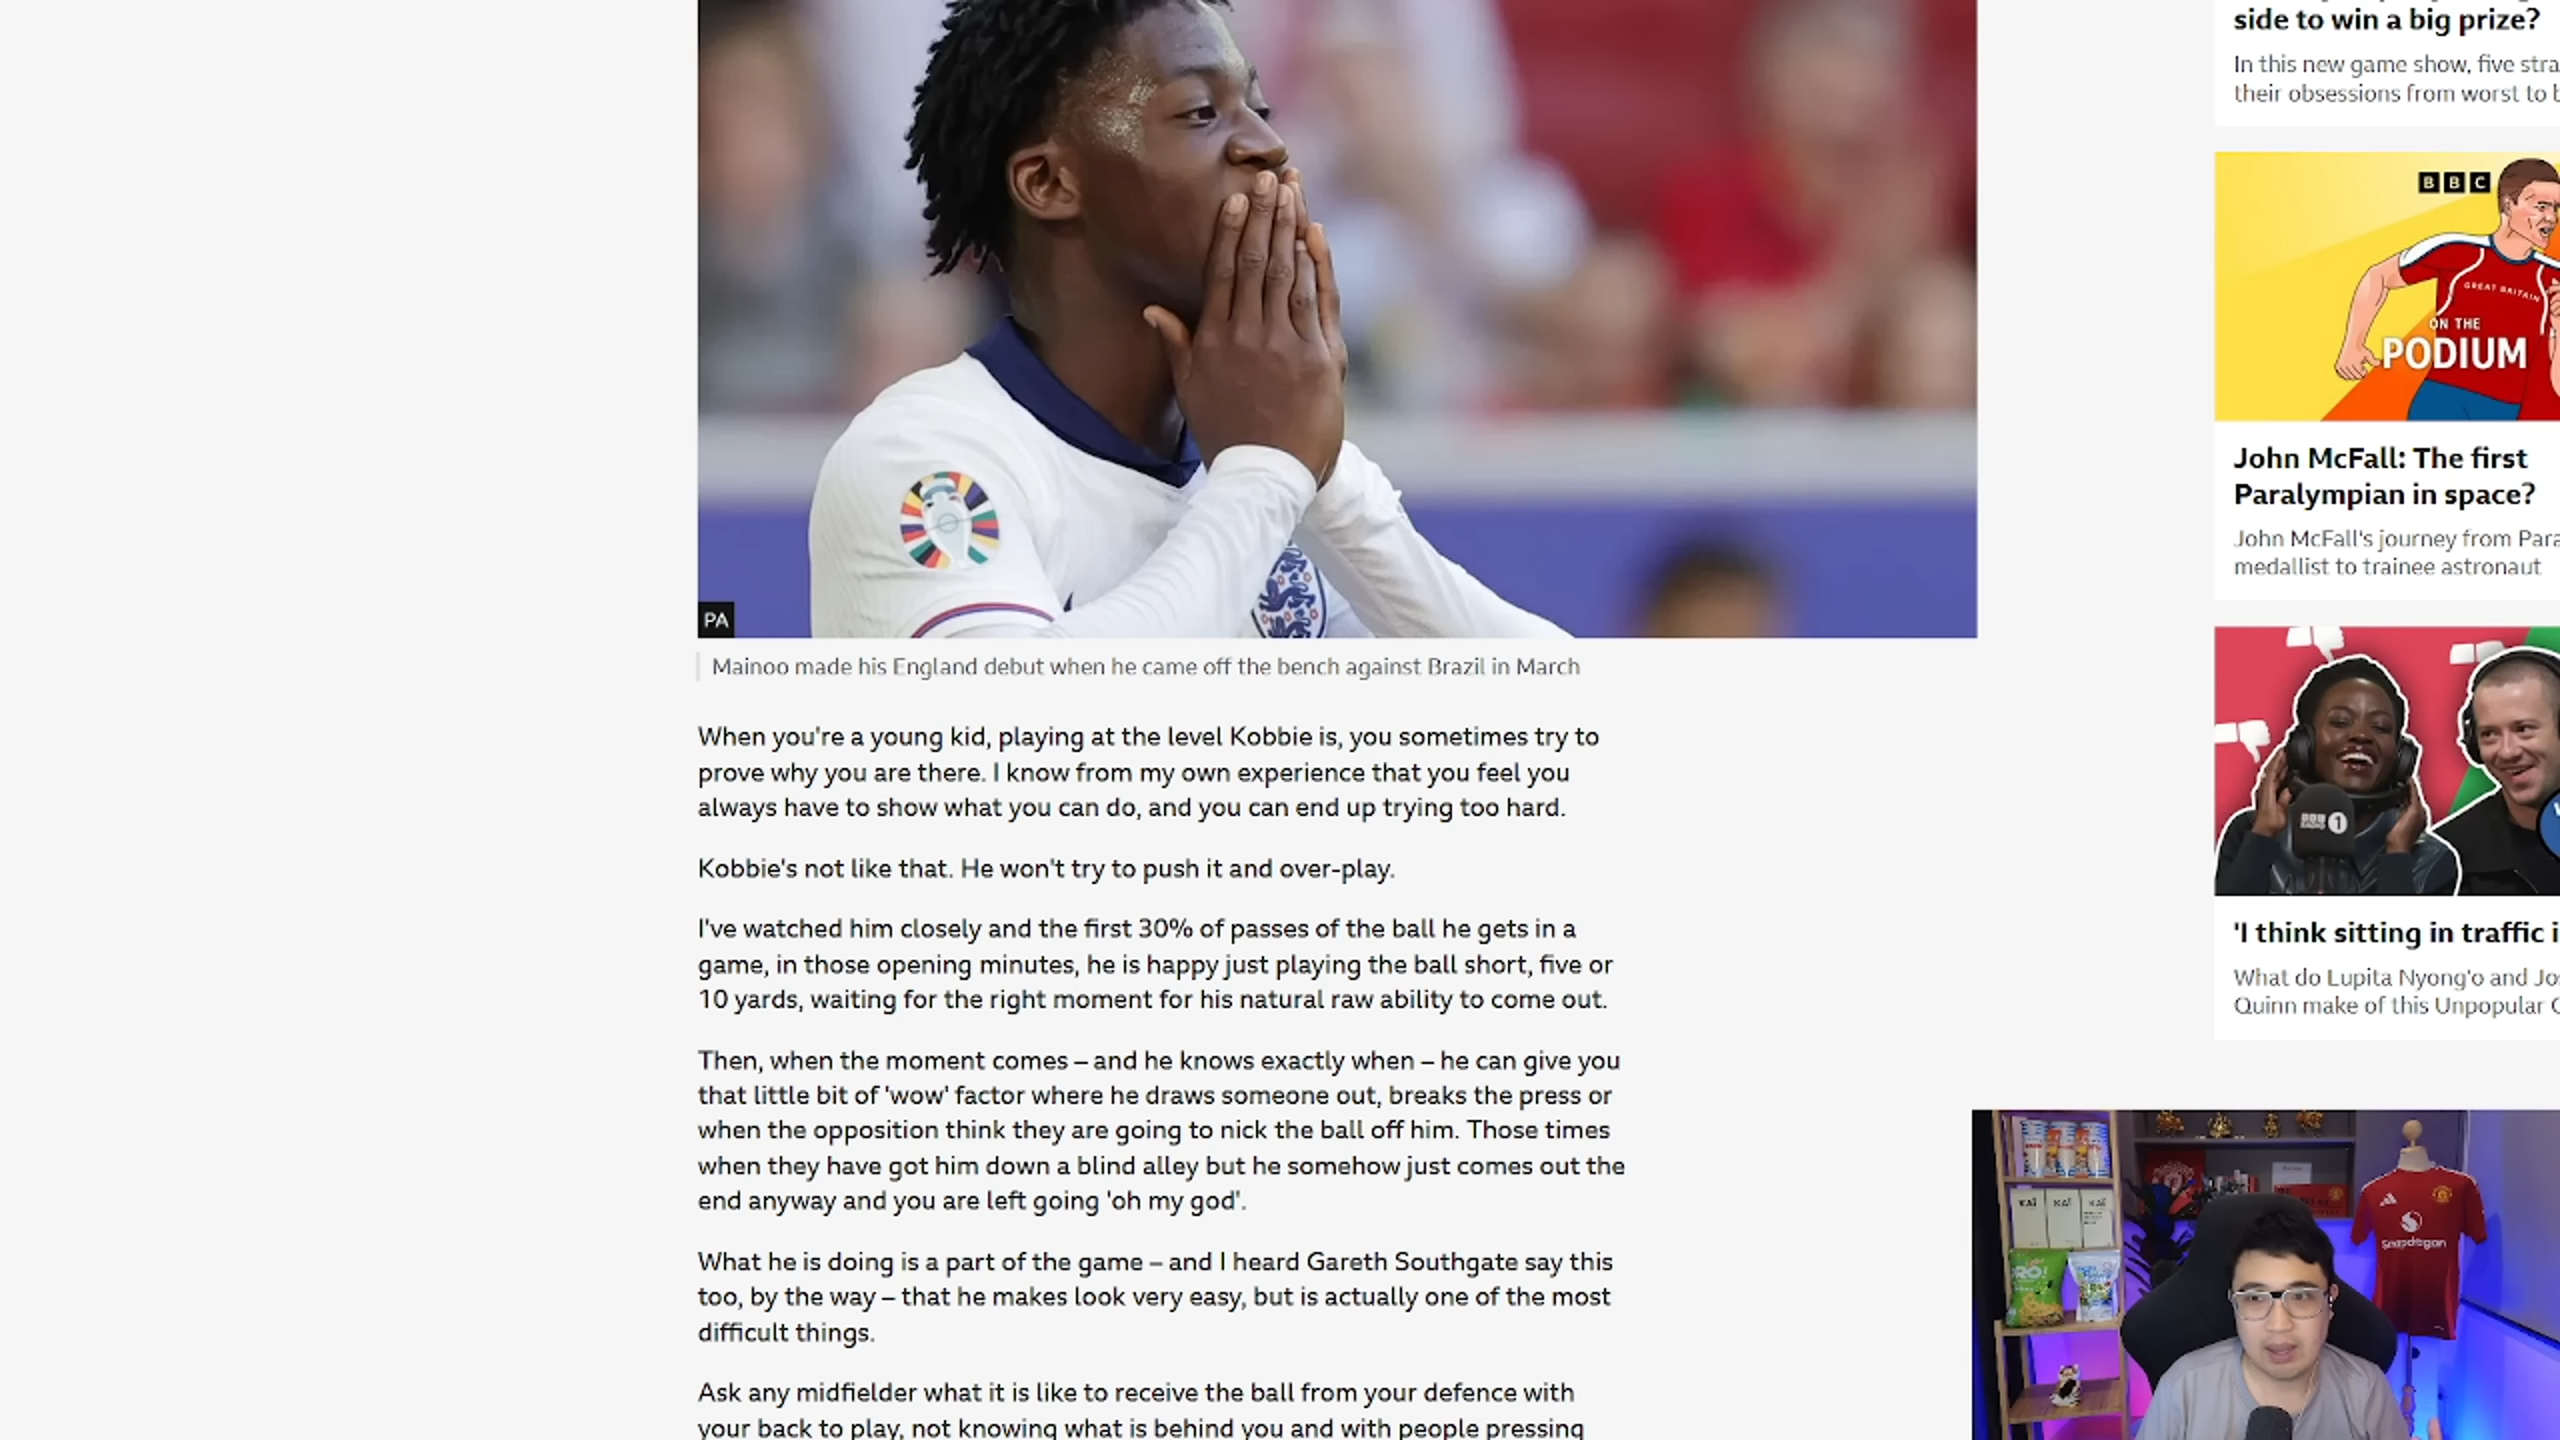 PA
Mainoo made his England debut when he came off the bench against Brazil in March
When you're a young kid, playing at the level Kobbie is, you sometimes try to
prove why you are there. I know from my own experience that you feel you
always have to show what you can do, and you can end up trying too hard.
Kobbie's not like that. He won't try to push it and over-play.
I've watched him closely and the first 30% of passes of the ball he gets in a
game, in those opening minutes, he is happy just playing the ball short, five or
10 yards, waiting for the right moment for his natural raw ability to come out.
Then, when the moment comes – and he knows exactly when – he can give you
that little bit of 'wow' factor where he draws someone out, breaks the press or
when the opposition think they are going to nick the ball off him. Those times
when they have got him down a blind alley but he somehow just comes out the
end anyway and you are left going 'oh my god'.
What he is doing is a part of the game – and I heard Gareth Southgate say this
too, by the way – that he makes look very easy, but is actually one of the most
difficult things.
Ask any midfielder what it is like to receive the ball from your defence with
your back to play, not knowing what is behind you and with people pressing
side to win a big prize?
In this new game show, five
their obsessions from worst to
BBC
GREAT BRITAIN
ON THE
PODIUM
John McFall: The first
Paralympian in space?
John McFall's journey from
medallist to trainee astronaut
BBC
1
'I think sitting in traffic
What do Lupita Nyong'o and
Quinn make of this Unpopular
KAI KAI KAI
Snapdragon